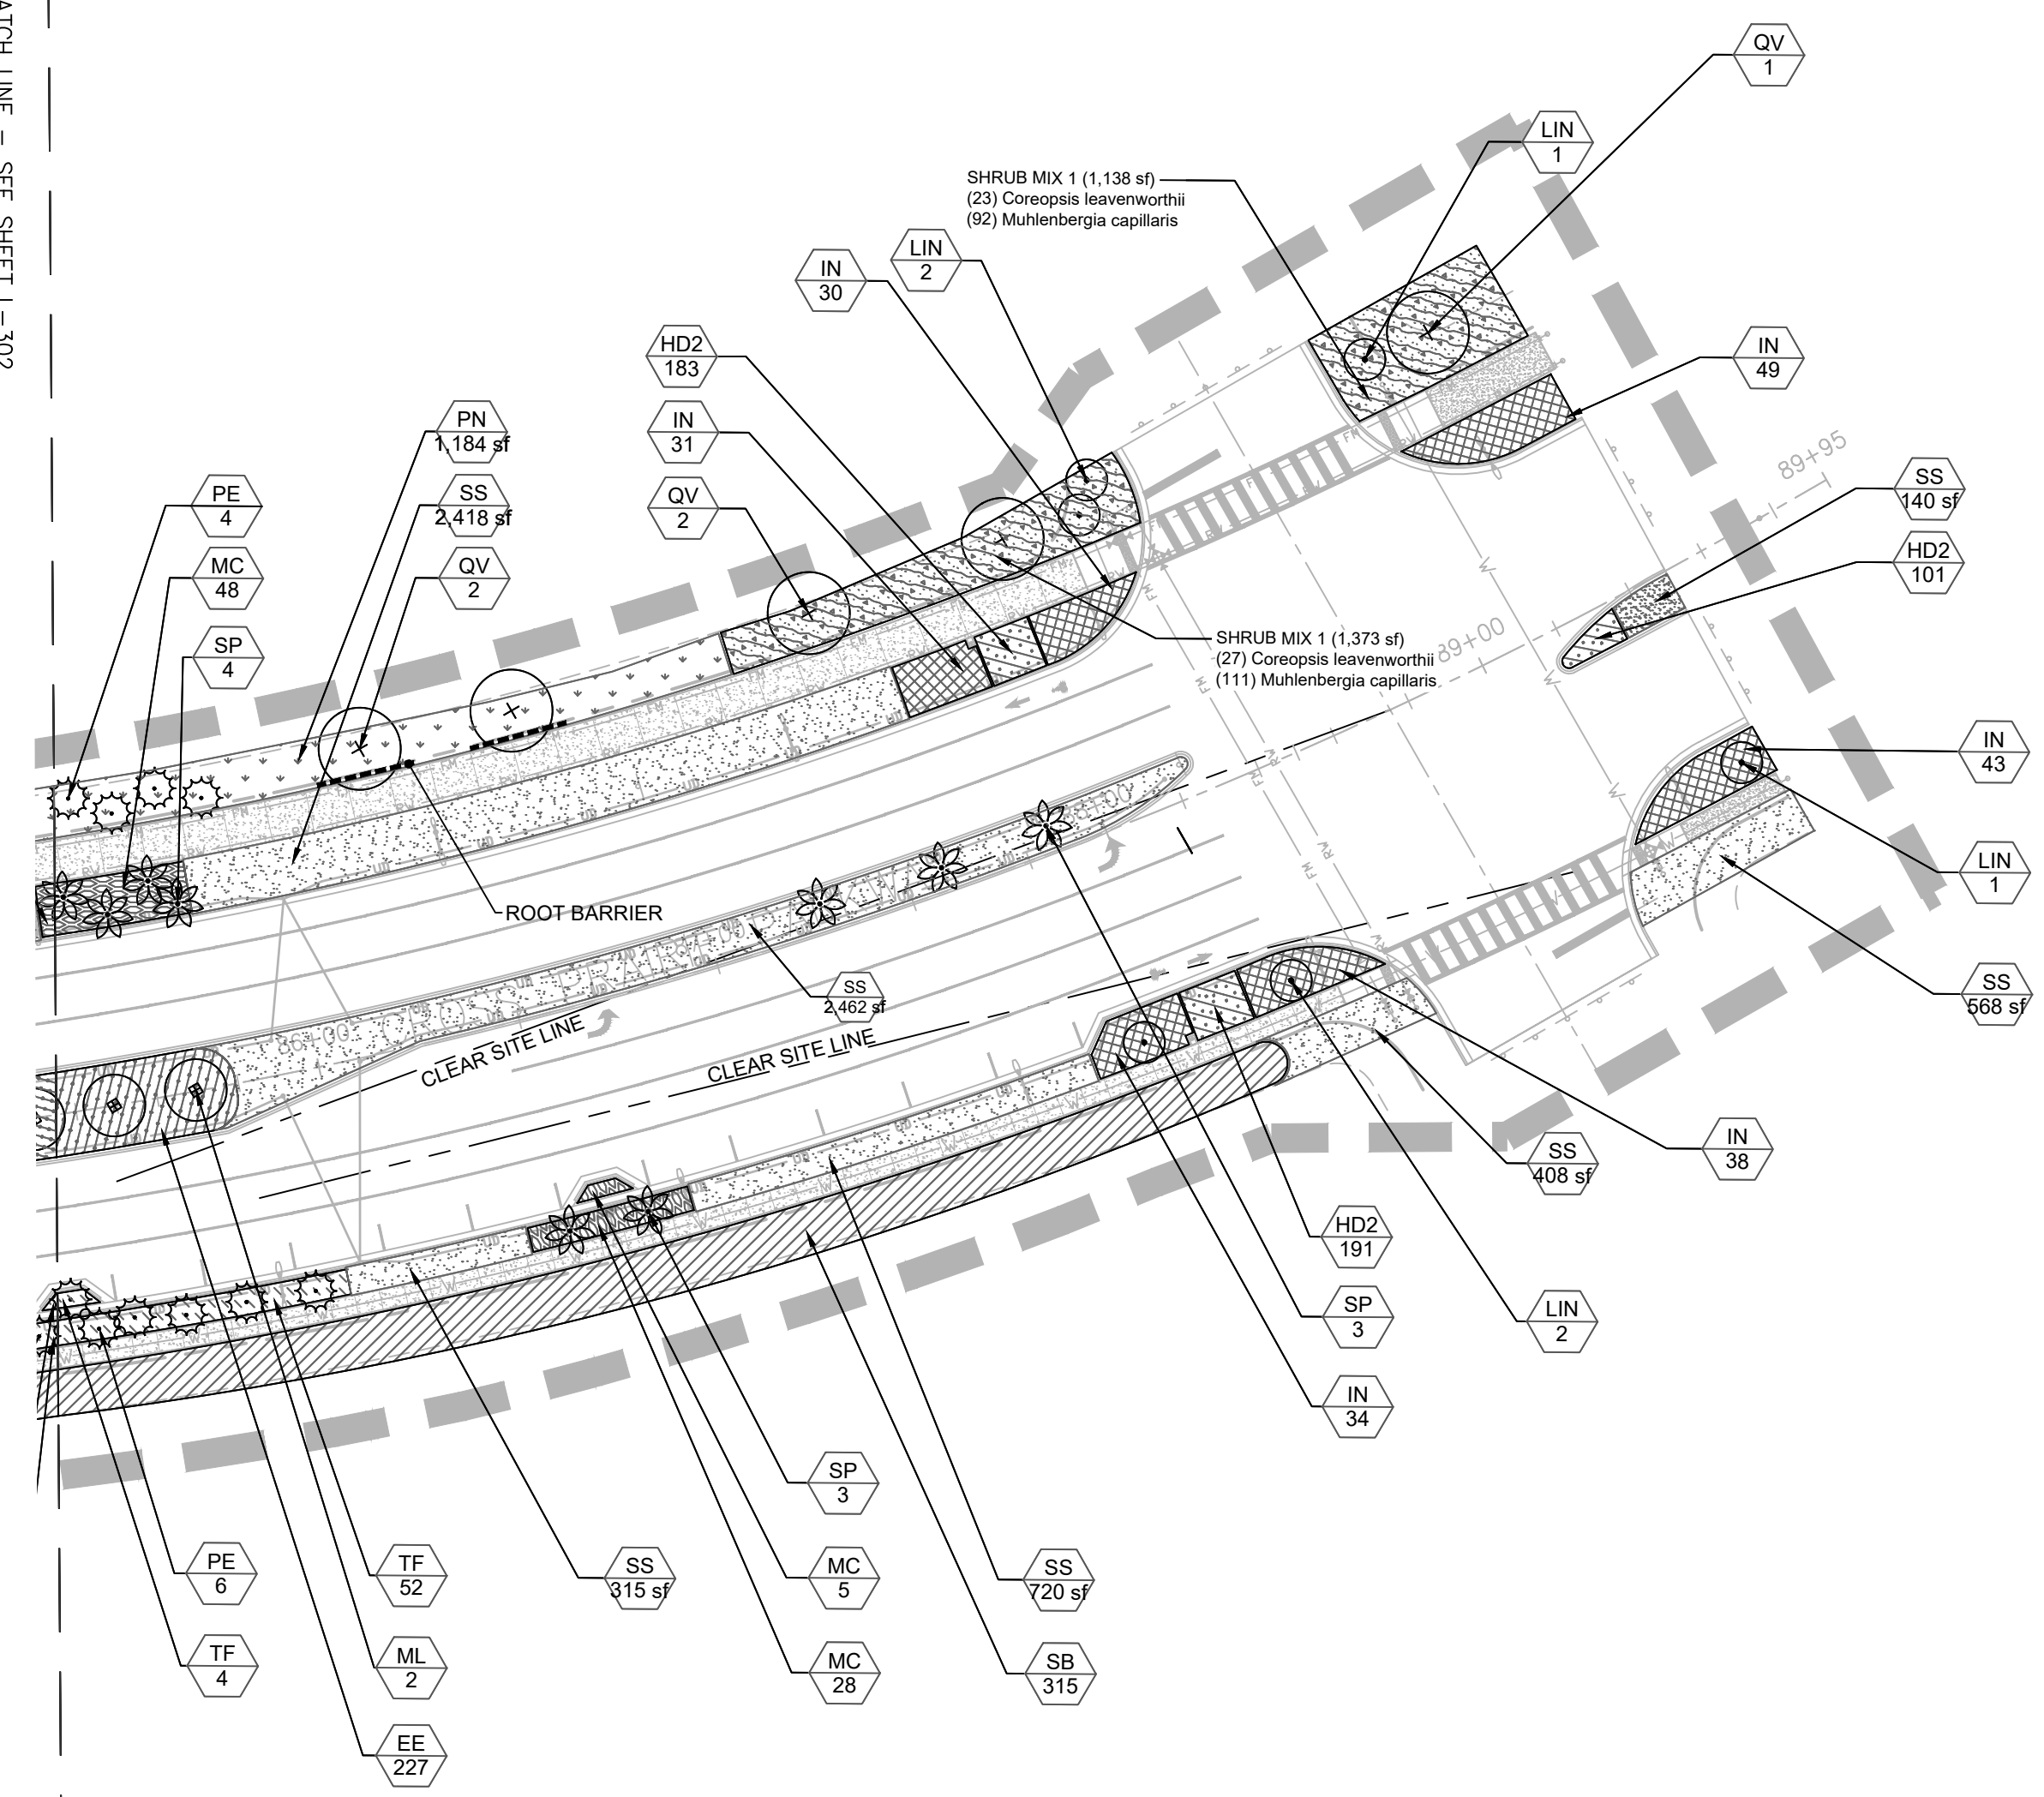 QV
1
LIN
1
SHRUB MIX 1 (1,138 sf)
(23) Coreopsis leavenworthii
(92) Muhlenbergia capillaris
LIN
2
IN
30
HD2
183
IN
49
PN
1,184 sf
IN
31
89+95
PE
4
SS
2,418 sf
QV
2
SS
140 sf
MC
48
QV
2
HD2
101
SP
4
SHRUB MIX 1 (1,373 sf)
(27) Coreopsis leavenworthii
(111) Muhlenbergia capillaris
89+00
IN
43
LIN
1
ROOT BARRIER
SS
2,462 sf
SS
568 sf
86+00
CROSS PRAIRIE
CLEAR SITE LINE
CLEAR SITE LINE
IN
38
SS
408 sf
HD2
191
SP
3
LIN
2
IN
34
SP
3
PE
6
TF
52
SS
315 sf
MC
5
SS
720 sf
TF
4
ML
2
MC
28
SB
315
EE
227
MATCH LINE - SEE SHEET L-302